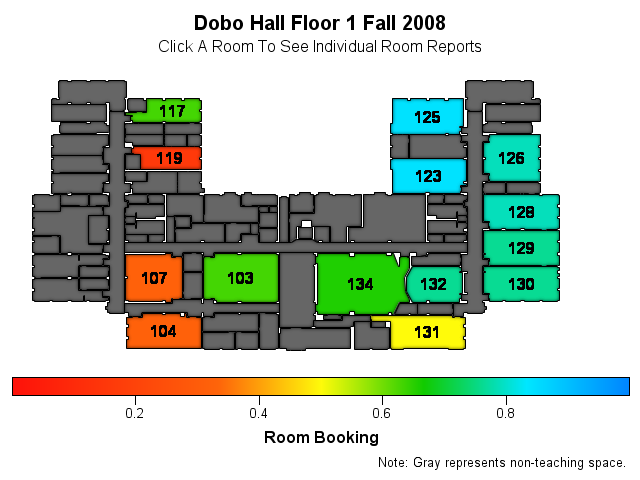 Dobo Hall Floor 1 Fall 2008
Click A Room To See Individual Room Reports
117
125
119
126
123
128
129
107
103
134
132
130
104
131
0.2 0.4 0.6 0.8
Room Booking
Note: Gray represents non-teaching space.